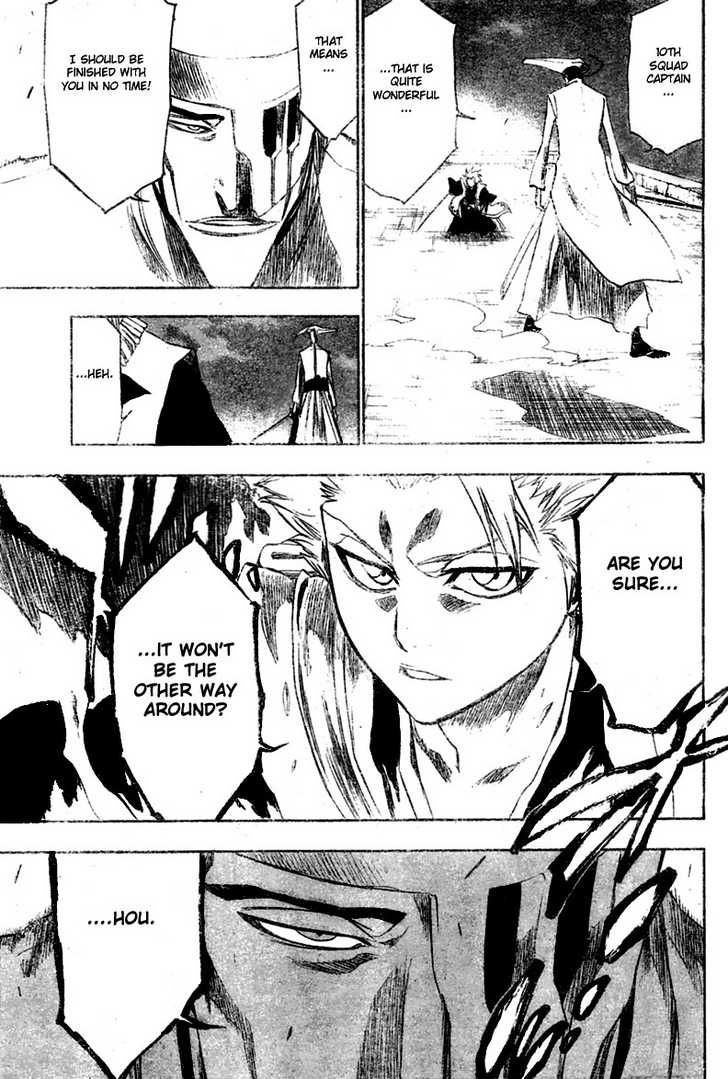 10TH
SQUAD
CAPTAIN
...
...THAT IS
QUITE
WONDERFUL
...
THAT
MEANS
...
I SHOULD BE
FINISHED WITH
YOU IN NO TIME!
...HEH.
ARE YOU
SURE...
...IT WON'T
BE THE
OTHER WAY
AROUND?
....HOU.